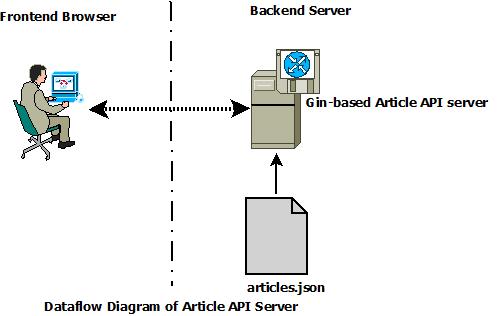 Frontend Browser
Backend Server
Gin-based Article API server
articles.json
Dataflow Diagram of Article API Server